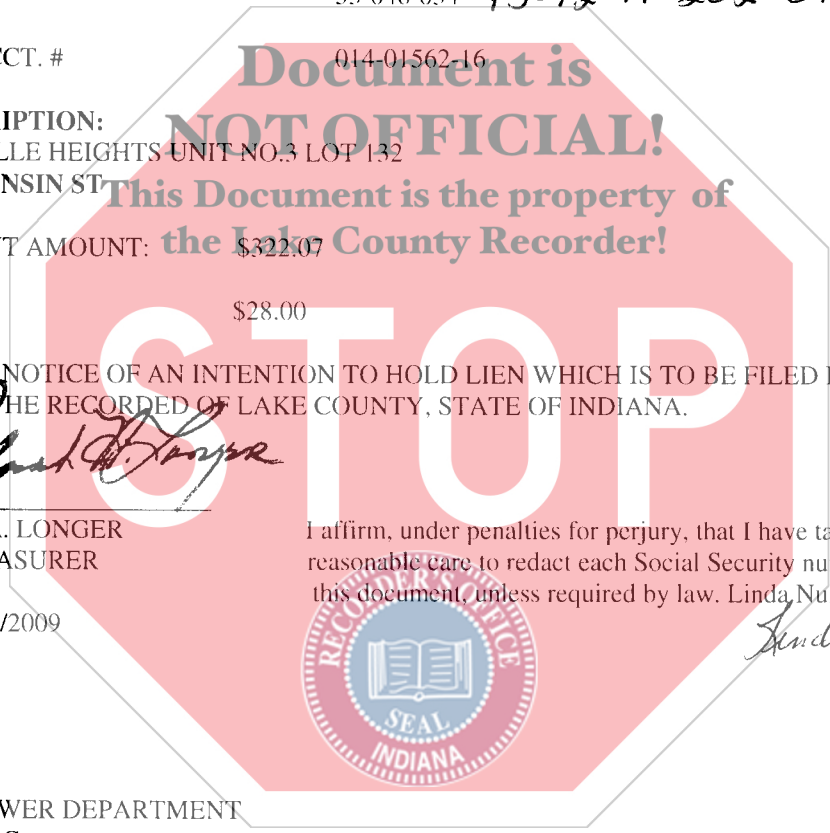 CCT. # 014-01562-16
Document is
IPTION:
NOT OFFICIAL!
LLE HEIGHTS UNIT NO.3 LOT 132
NSIN ST
This Document is the property of
T AMOUNT: $322.07
the Lake County Recorder!
$28.00
STOP
NOTICE OF AN INTENTION TO HOLD LIEN WHICH IS TO BE FILED
HE RECORDED OF LAKE COUNTY, STATE OF INDIANA.
. LONGER
ASURER
I affirm, under penalties for perjury, that I have ta
reasonable care to redact each Social Security nu
this document, unless required by law. Linda Nu
/2009
RECORDER'S OFFICE
SEAL
INDIANA
WER DEPARTMENT